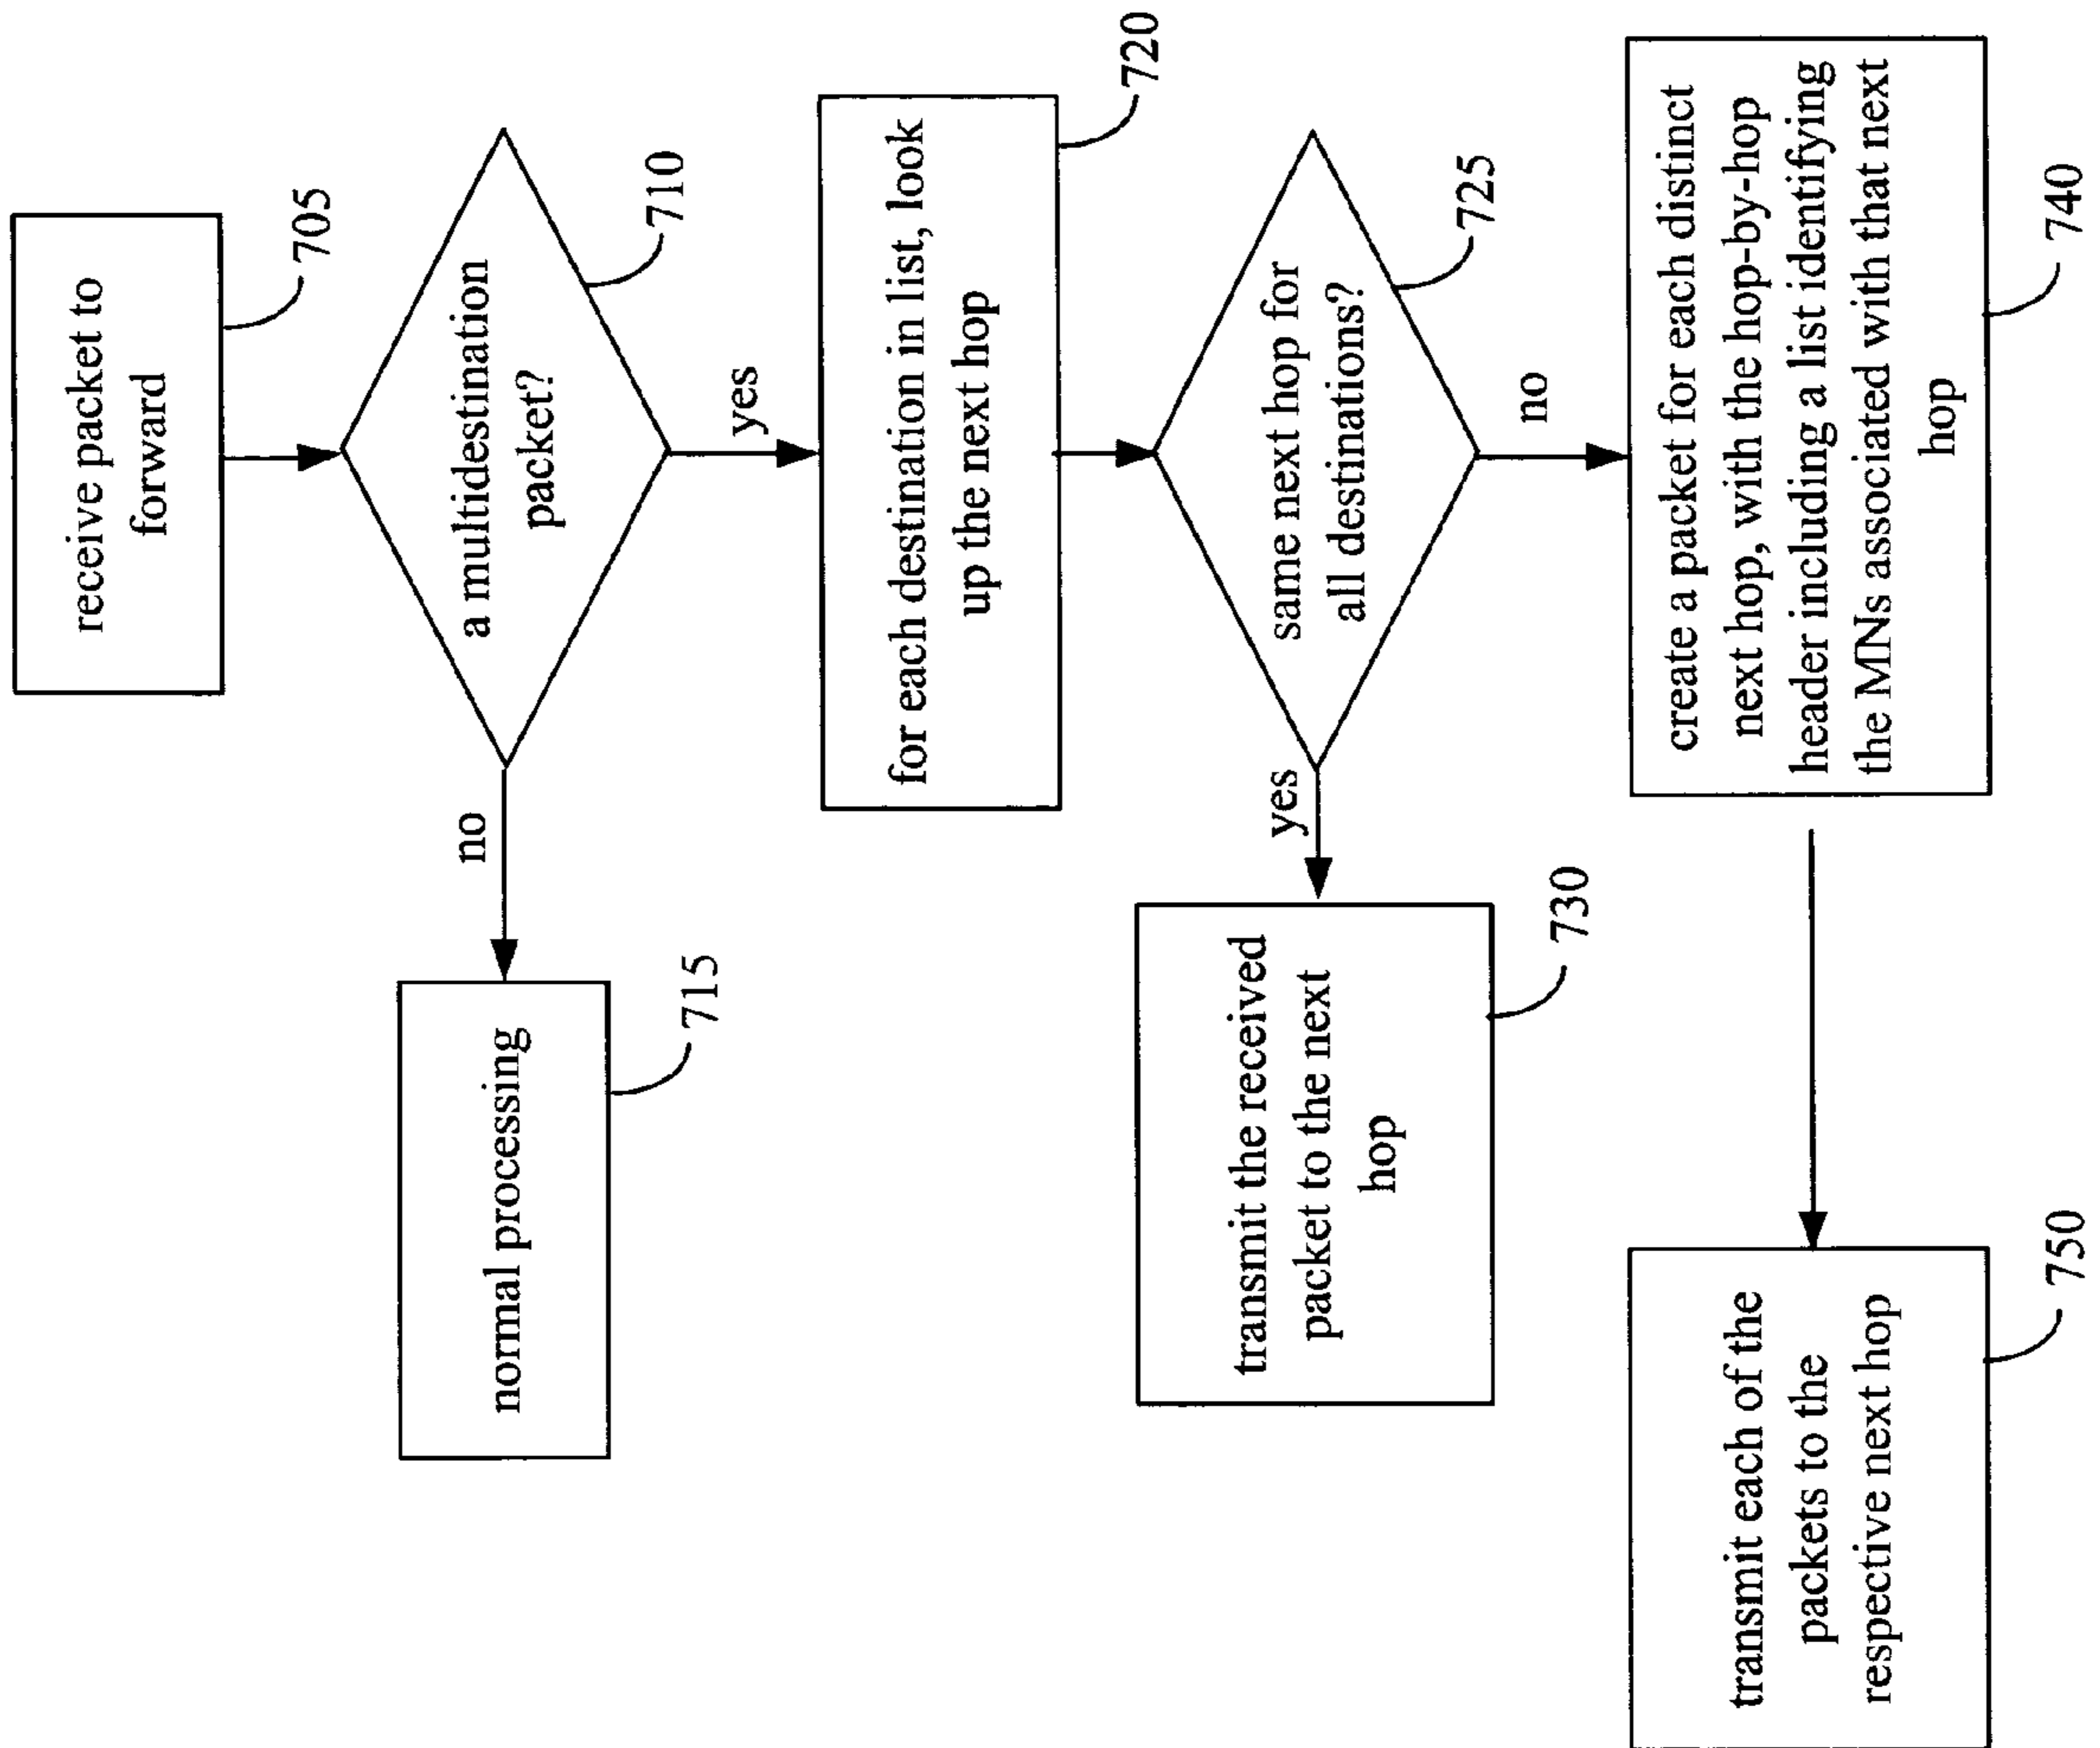 receive packet to
forward
705
a multidestination
packet?
710
no
normal processing
715
yes
for each destination in list, look
up the next hop
720
same next hop for
all destinations?
725
yes
transmit the received
packet to the next
hop
730
no
create a packet for each distinct
next hop, with the hop-by-hop
header including a list identifying
the MNs associated with that next
hop
740
transmit each of the
packets to the
respective next hop
750